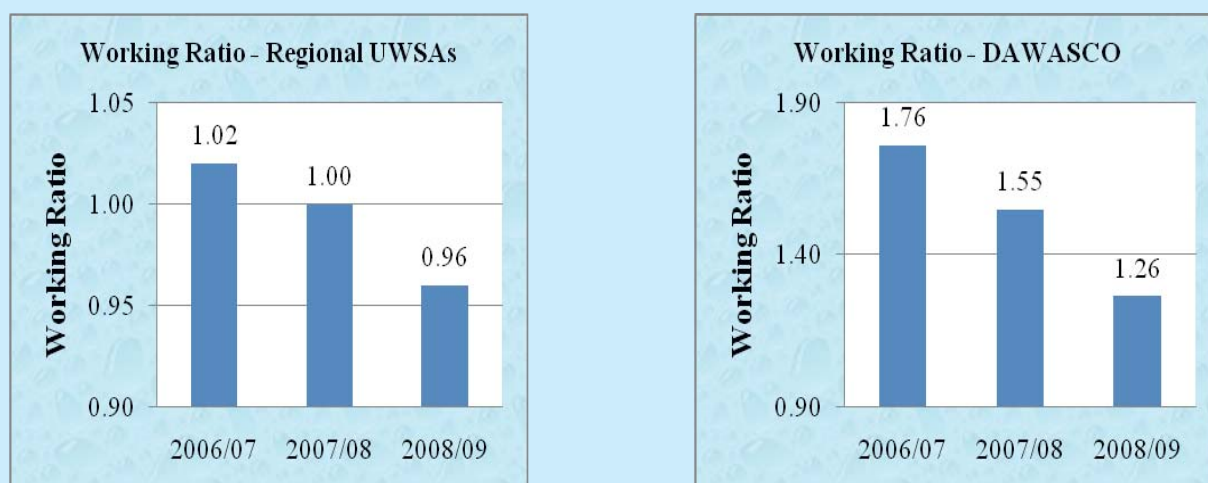 Working Ratio - Regional UWSAs
Working Ratio
1.05
1.00
0.95
0.90
1.02
1.00
0.96
2006/07 2007/08 2008/09
Working Ratio - DAWASCO
Working Ratio
1.90
1.40
0.90
1.76
1.55
1.26
2006/07 2007/08 2008/09